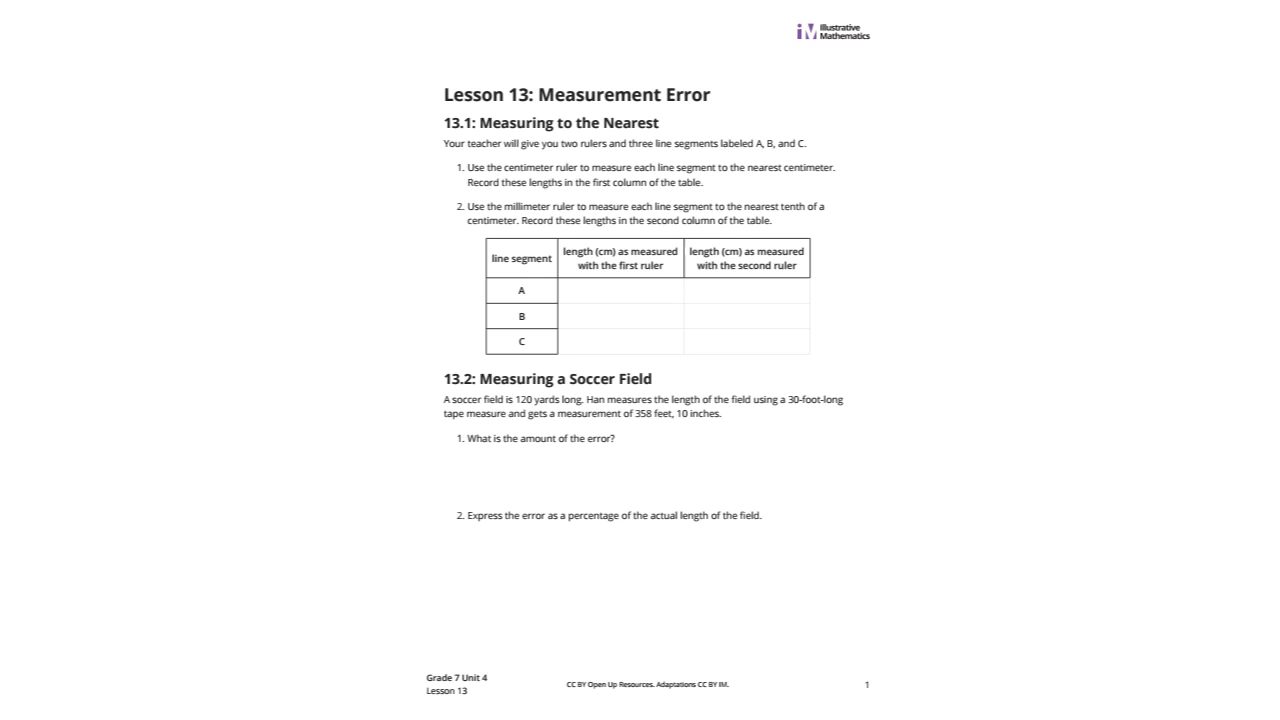 Illustrative
Mathematics
Lesson 13: Measurement Error
13.1: Measuring to the Nearest
Your teacher will give you two rulers and three line segments labeled A, B, and C.
1. Use the centimeter ruler to measure each line segment to the nearest centimeter.
Record these lengths in the first column of the table.
2. Use the millimeter ruler to measure each line segment to the nearest tenth of a
centimeter. Record these lengths in the second column of the table.
line segment
length (cm) as measured
with the first ruler
length (cm) as measured
with the second ruler
A
B
C
13.2: Measuring a Soccer Field
A soccer field is 120 yards long. Han measures the length of the field using a 30-foot-long
tape measure and gets a measurement of 358 feet, 10 inches.
1. What is the amount of the error?
2. Express the error as a percentage of the actual length of the field.
Grade 7 Unit 4
Lesson 13
CC BY Open Up Resources. Adaptations CC BY IM.
1